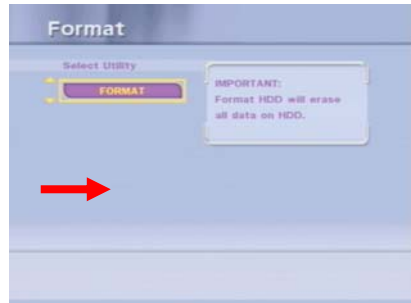 Format
Select Utility
FORMAT
IMPORTANT:
Format HDD will erase
all data on HDD.